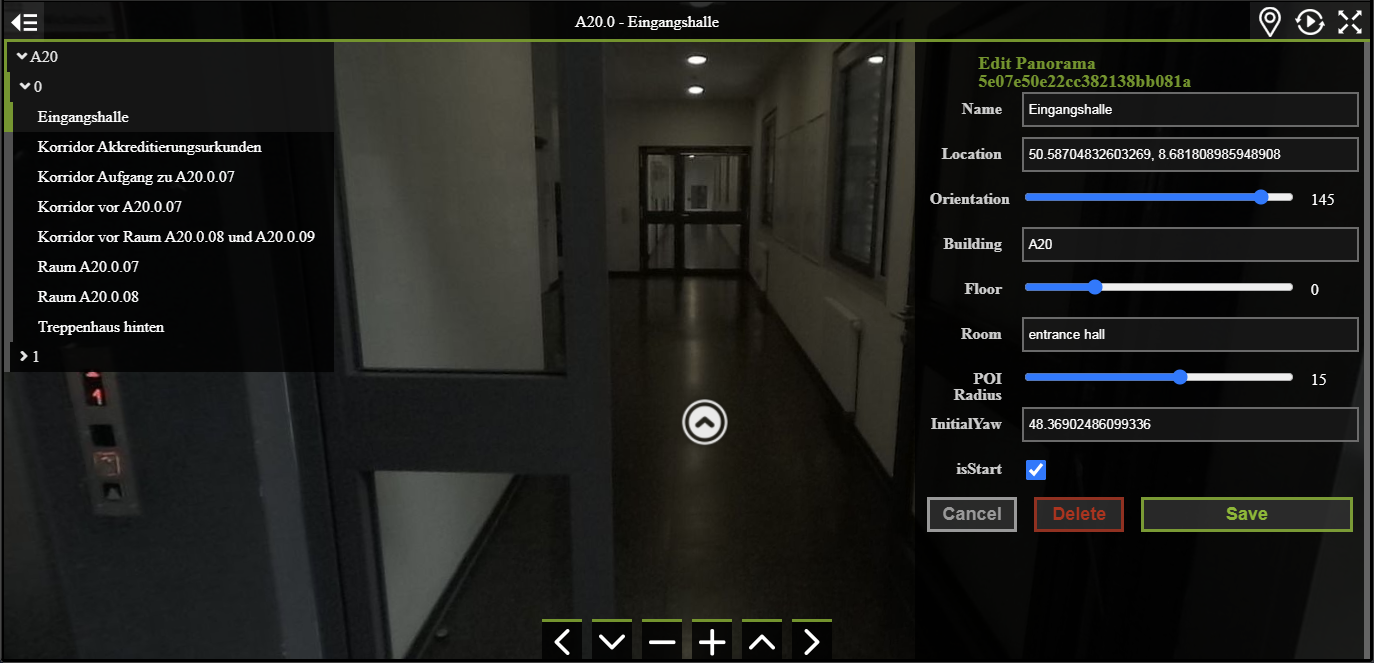 A20.0 - Eingangshalle
A20
0
Eingangshalle
Korridor Akkreditierungsurkunden
Korridor Aufgang zu A20.0.07
Korridor vor A20.0.07
Korridor vor Raum A20.0.08 und A20.0.09
Raum A20.0.07
Raum A20.0.08
Treppenhaus hinten
1
1
Edit Panorama
5e07e50e22cc382138bb081a
Name Eingangshalle
Location 50.58704832603269, 8.681808985948908
Orientation 145
Building A20
Floor 0
Room entrance hall
POI
Radius 15
InitialYaw 48.36902486099336
isStart
Cancel Delete Save